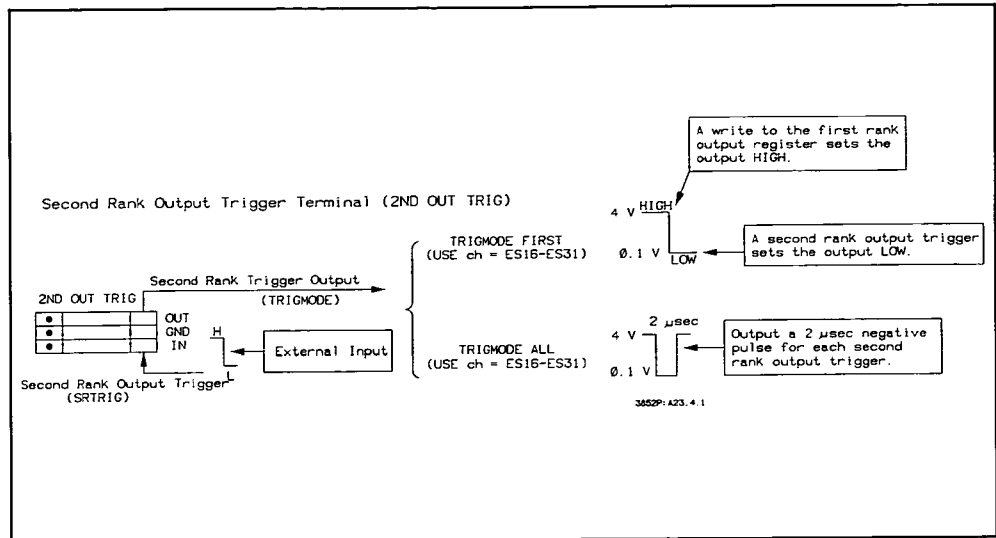 A write to the first rank
output register sets the
output HIGH.
Second Rank Output Trigger Terminal (2ND OUT TRIG)
4 V HIGH
TRIGMODE FIRST
(USE ch = ES16-ES31)
0.1 V
LOW
A second rank output trigger
sets the output LOW.
Second Rank Trigger Output
(TRIGMODE)
2ND OUT TRIG
OUT
GND
IN
H
L
External Input
Second Rank Output Trigger
(SRTRIG)
TRIGMODE ALL
(USE ch = ES16-ES31)
2 µsec
4 V
0.1 V
Output a 2 µsec negative
pulse for each second
rank output trigger.
3852P:A23.4.1